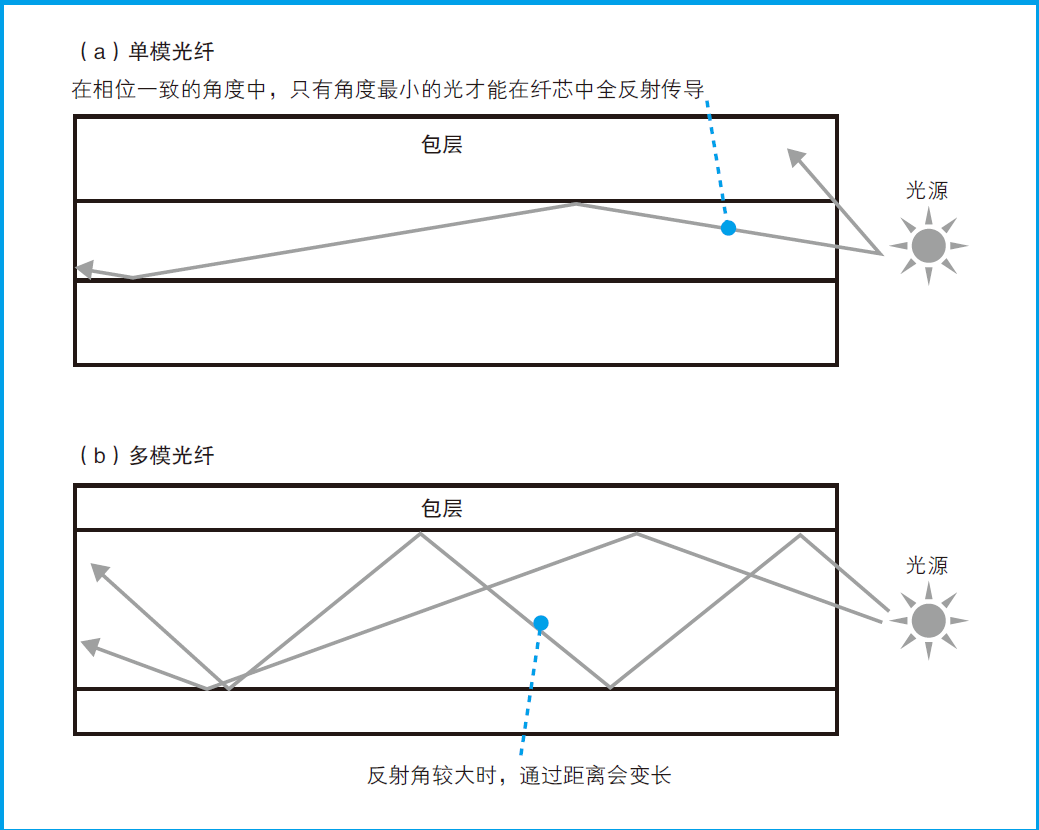 （a）单模光纤
在相位一致的角度中，只有角度最小的光才能在纤芯中全反射传导
包层
光源
（b）多模光纤
包层
光源
反射角较大时，通过距离会变长